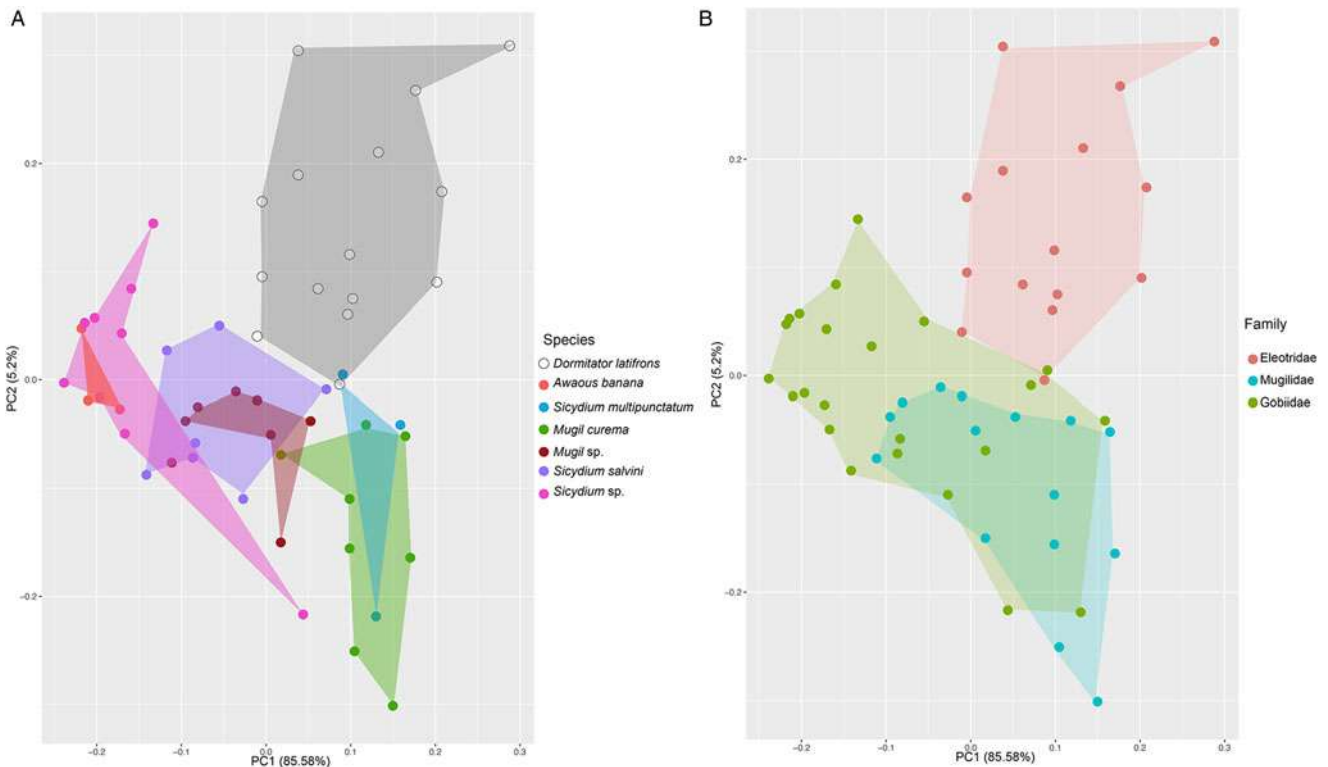 A
0.2
0.0
−0.2
PC2 (5.2%)
−0.2
−0.1
0.0
0.1
0.2
0.3
PC1 (85.58%)
Species
Dormitator latifrons
Awaous banana
Sicydium multipunctatum
Mugil curema
Mugil sp.
Sicydium salvini
Sicydium sp.
B
0.2
0.0
−0.2
PC2 (5.2%)
−0.2
−0.1
0.0
0.1
0.2
0.3
PC1 (85.58%)
Family
Eleotridae
Mugilidae
Gobiidae